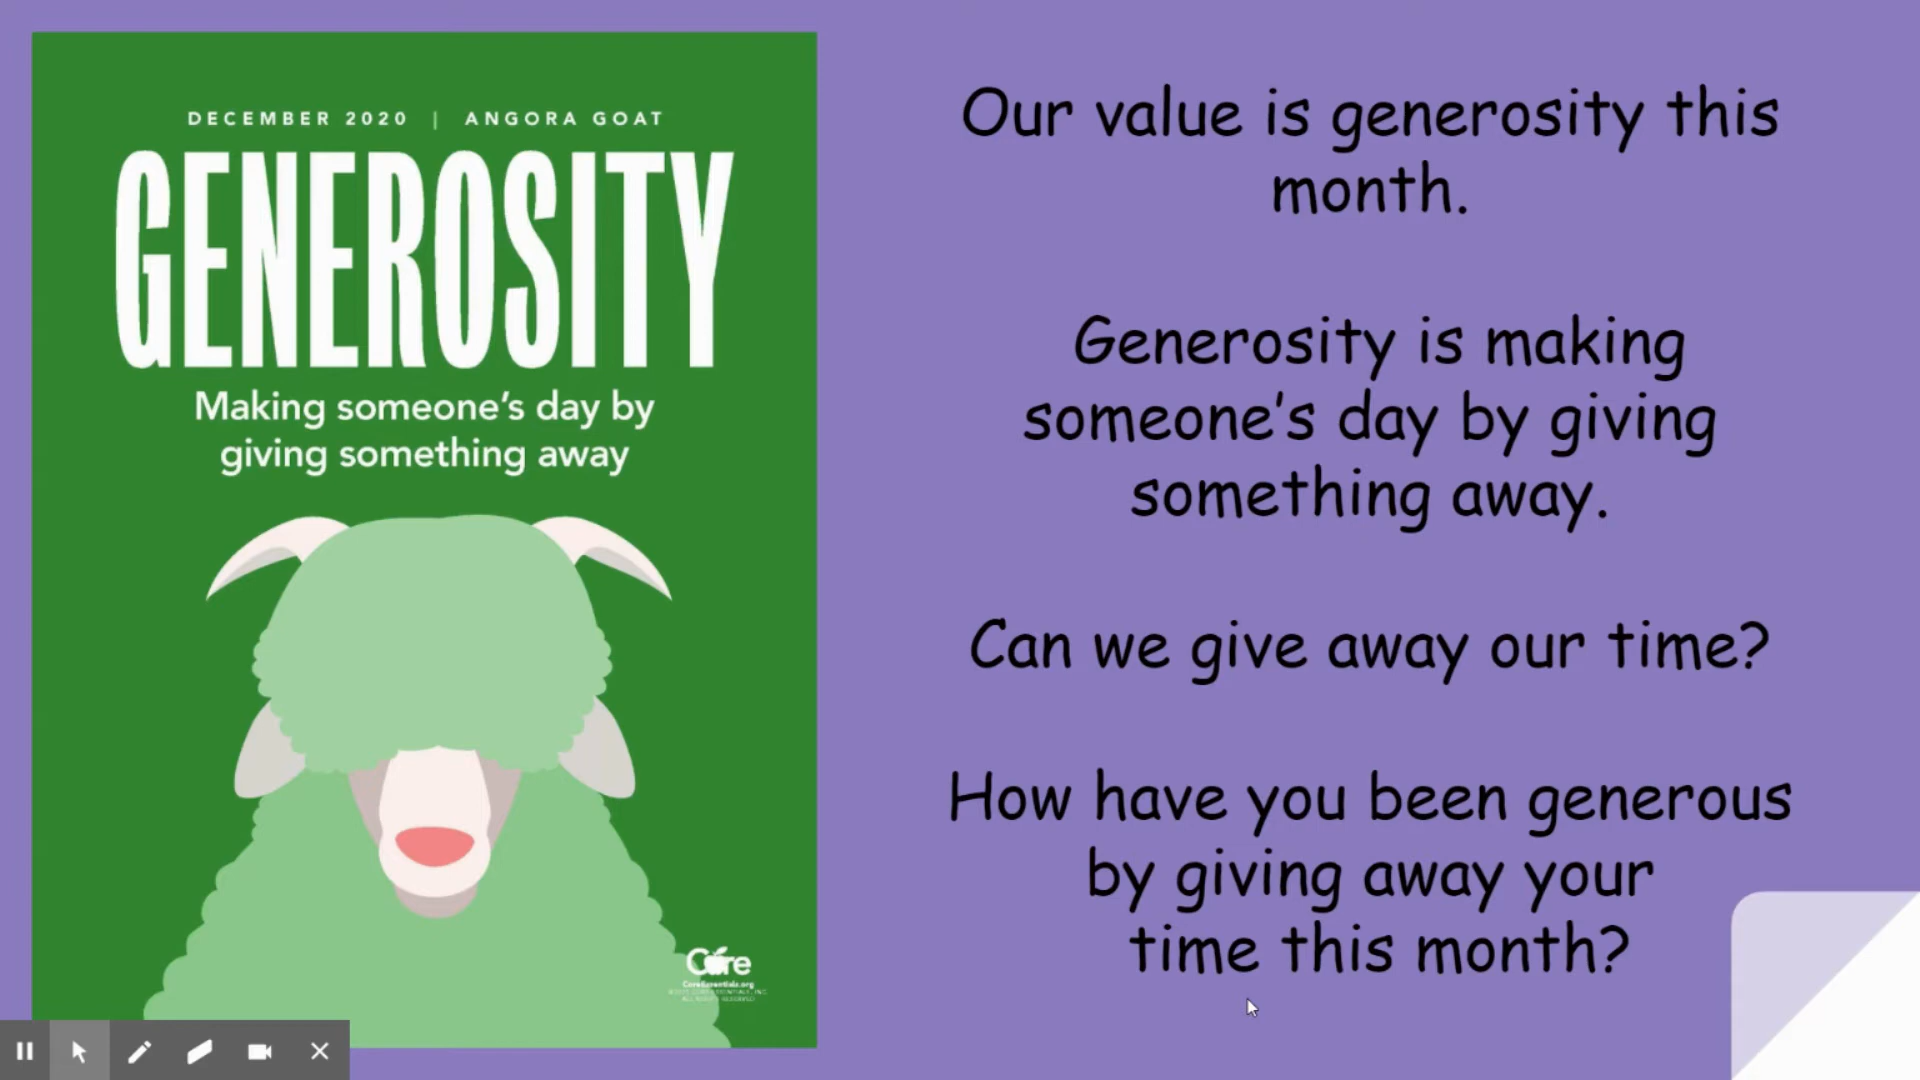 DECEMBER 2020 | ANGORA GOAT
GENEROSITY
Making someone's day by
giving something away
Core
CoreEssentials.org
Our value is generosity this
month.
Generosity is making
someone's day by giving
something away.
Can we give away our time?
How have you been generous
by giving away your
time this month?